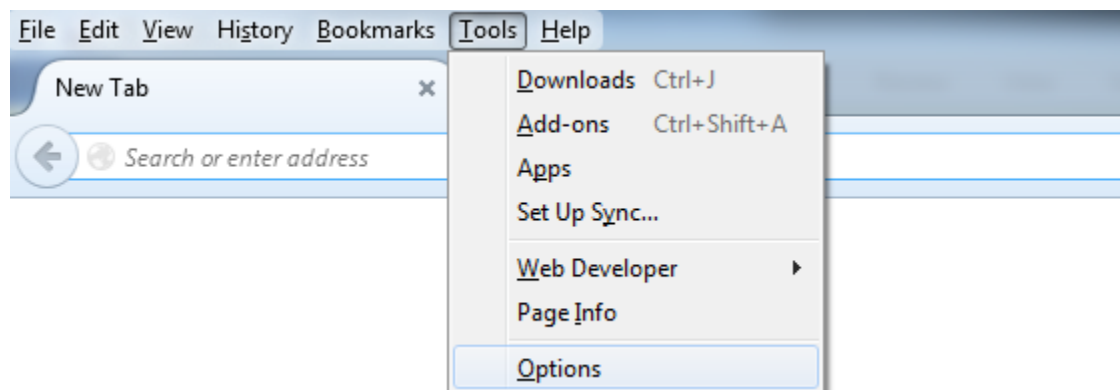 File Edit View History Bookmarks Tools Help
New Tab
Search or enter address
Downloads Ctrl+J
Add-ons Ctrl+Shift+A
Apps
Set Up Sync...
Web Developer
Page Info
Options